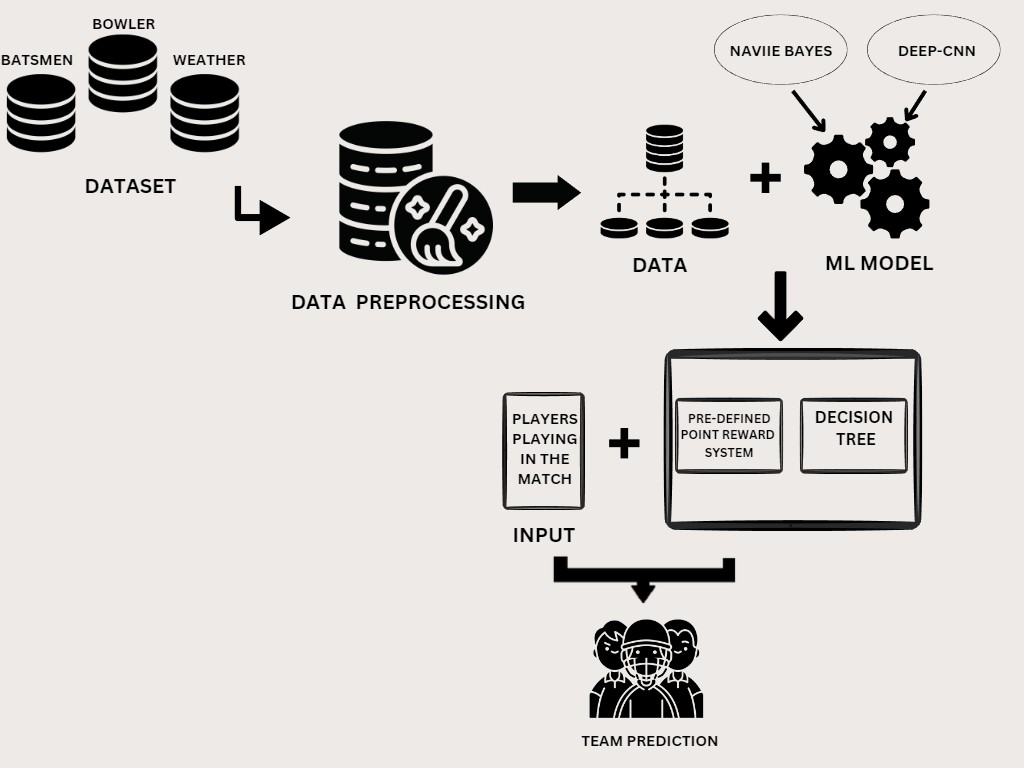 BOWLER
BATSMEN
WEATHER
DATASET
DATA PREPROCESSING
DATA
NAVIIE BAYES
DEEP-CNN
ML MODEL
PLAYERS
PLAYING
IN THE
MATCH
INPUT
PRE-DEFINED
POINT REWARD
SYSTEM
DECISION
TREE
TEAM PREDICTION